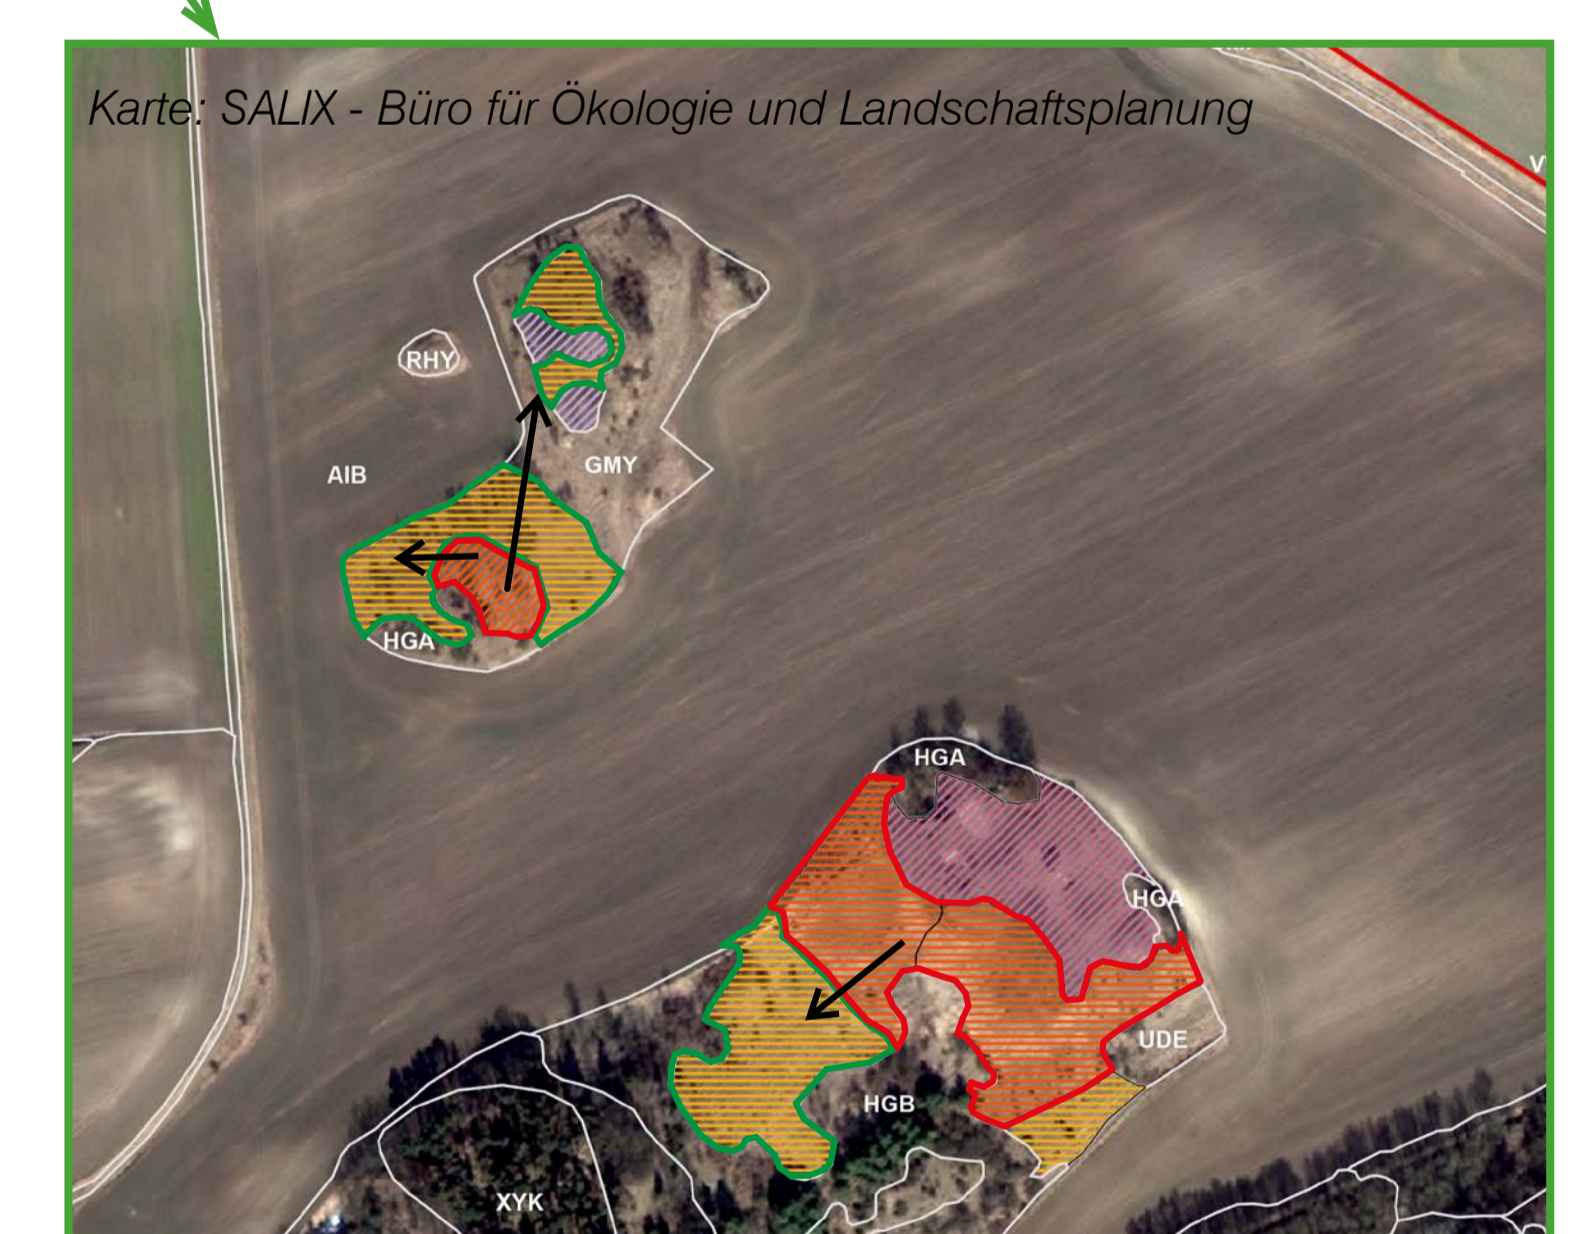 Karte: SALIX - Büro für Ökologie und Landschaftsplanung
RHY
AIB
GMY
HGA
HGA
HGA
UDE
HGB
XYK